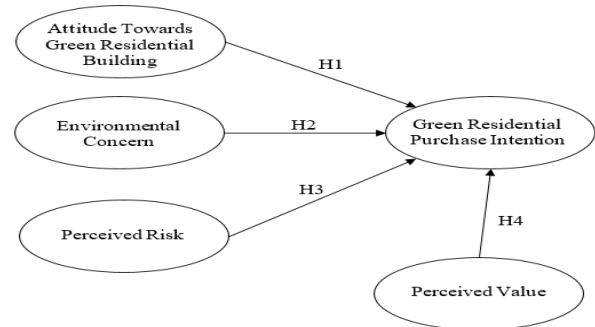 Attitude Towards
Green Residential
Building
H1
Environmental
Concern
H2
Green Residential
Purchase Intention
H3
Perceived Risk
H4
Perceived Value